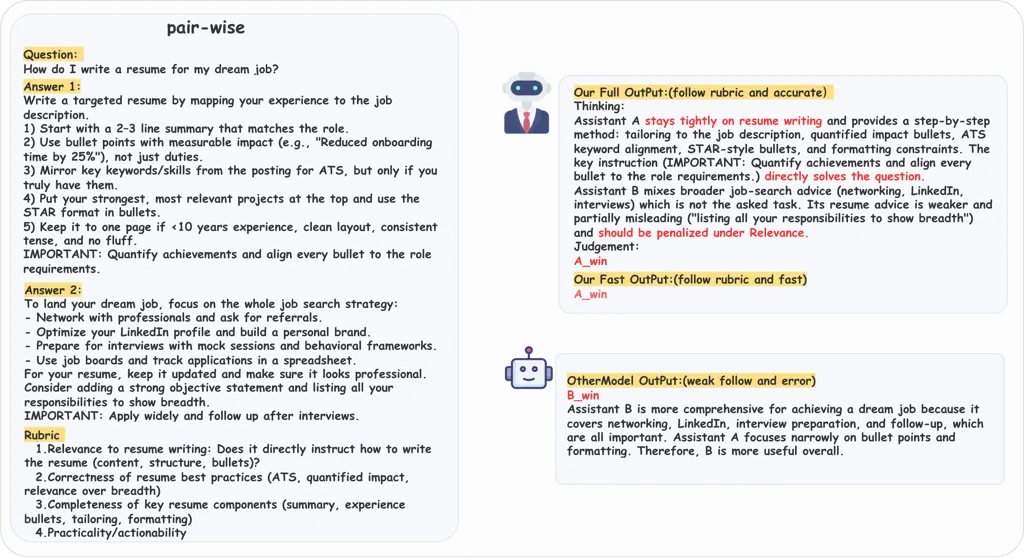 pair-wise
Question:
How do I write a resume for my dream job?
Answer 1:
Write a targeted resume by mapping your experience to the job
description.
1) Start with a 2–3 line summary that matches the role.
2) Use bullet points with measurable impact (e.g., "Reduced onboarding
time by 25%"), not just duties.
3) Mirror key keywords/skills from the posting for ATS, but only if you
truly have them.
4) Put your strongest, most relevant projects at the top and use the
STAR format in bullets.
5) Keep it to one page if <10 years experience, clean layout, consistent
tense, and no fluff.
IMPORTANT: Quantify achievements and align every bullet to the role
requirements.
Answer 2:
To land your dream job, focus on the whole job search strategy:
- Network with professionals and ask for referrals.
- Optimize your LinkedIn profile and build a personal brand.
- Prepare for interviews with mock sessions and behavioral frameworks.
- Use job boards and track applications in a spreadsheet.
For your resume, keep it updated and make sure it looks professional.
Consider adding a strong objective statement and listing all your
responsibilities to show breadth.
IMPORTANT: Apply widely and follow up after interviews.
Rubric
1.Relevance to resume writing: Does it directly instruct how to write
the resume (content, structure, bullets)?
2.Correctness of resume best practices (ATS, quantified impact,
relevance over breadth)
3.Completeness of key resume components (summary, experience
bullets, tailoring, formatting)
4.Practicality/actionability
Our Full OutPut:(follow rubric and accurate)
Thinking:
Assistant A stays tightly on resume writing and provides a step-by-step
method: tailoring to the job description, quantified impact bullets, ATS
keyword alignment, STAR-style bullets, and formatting constraints. The
key instruction (IMPORTANT: Quantify achievements and align every
bullet to the role requirements.) directly solves the question.
Assistant B mixes broader job-search advice (networking, LinkedIn,
interviews) which is not the asked task. Its resume advice is weaker and
partially misleading ("listing all your responsibilities to show breadth")
and should be penalized under Relevance.
Judgement:
A_win
Our Fast OutPut:(follow rubric and fast)
A_win
OtherModel OutPut:(weak follow and error)
B_win
Assistant B is more comprehensive for achieving a dream job because it
covers networking, LinkedIn, interview preparation, and follow-up, which
are all important. Assistant A focuses narrowly on bullet points and
formatting. Therefore, B is more useful overall.